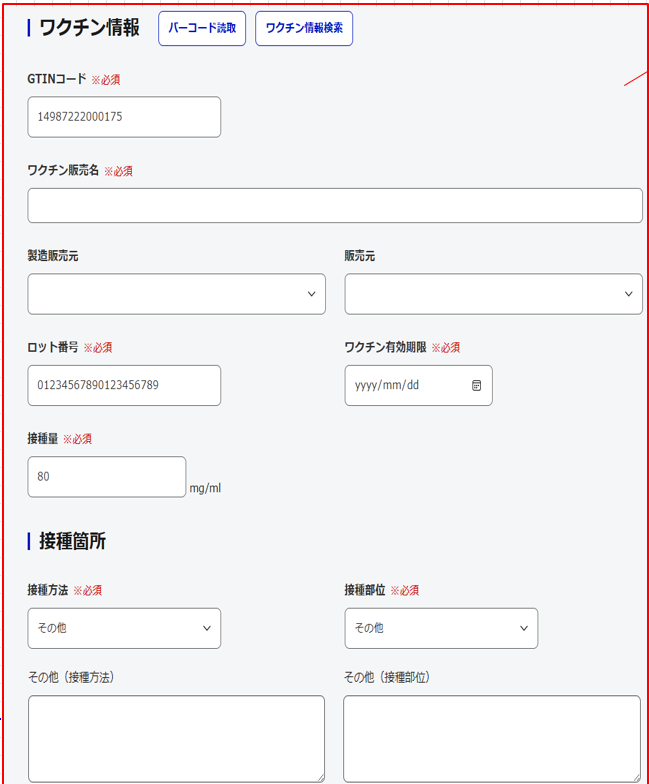 ワクチン情報 バーコード読取 ワクチン情報検索
GTINコード ※必須
14987222000175
ワクチン販売名 ※必須
製造販売元 販売元
ロット番号 ※必須 ワクチン有効期限 ※必須
01234567890123456789 yyyy/mm/dd
接種量 ※必須
80 mg/ml
接種箇所
接種方法 ※必須 接種部位 ※必須
その他 その他
その他（接種方法） その他（接種部位）